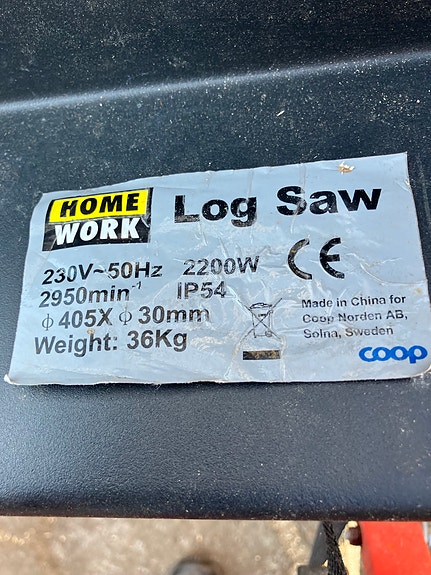 HOME
WORK
Log Saw
230V~50Hz 2200W
2950min⁻¹ IP54
ϕ 405X ϕ 30mm
Weight: 36Kg
CE
Made in China for
Coop Norden AB,
Solna, Sweden
coop